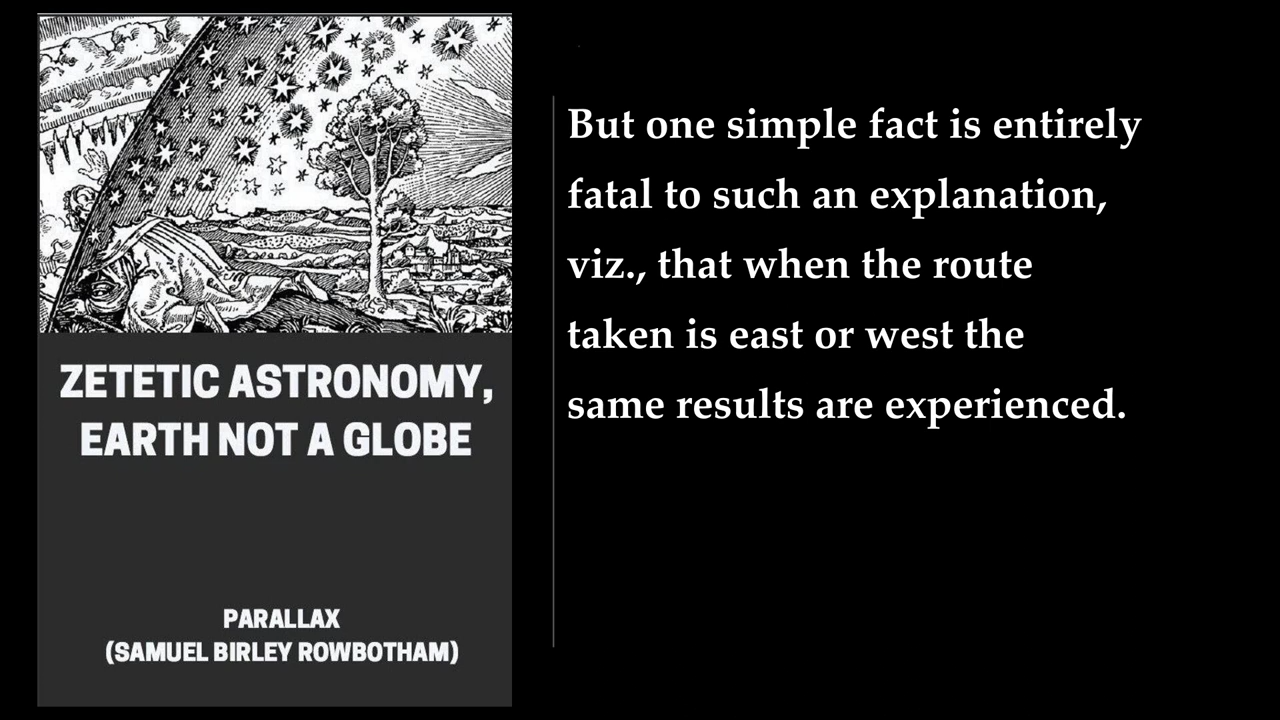 ZETETIC ASTRONOMY,
EARTH NOT A GLOBE
PARALLAX
(SAMUEL BIRLEY ROWBOTHAM)
But one simple fact is entirely
fatal to such an explanation,
viz., that when the route
taken is east or west the
same results are experienced.